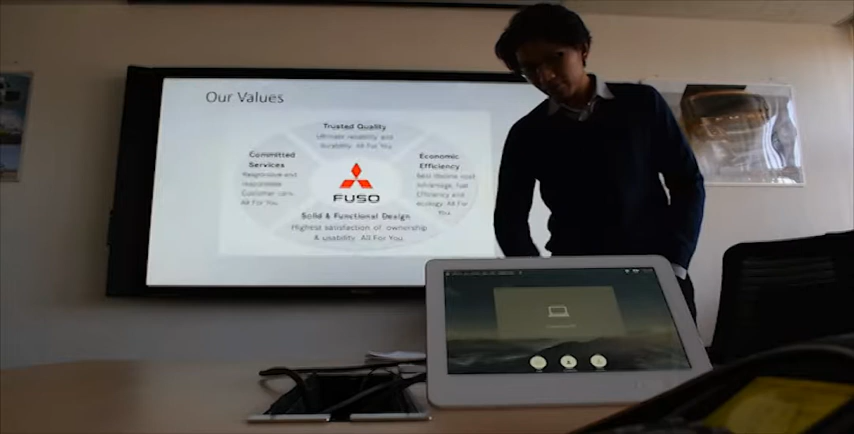 Our Values
Trusted Quality
Ultimate reliability and
durability. All For You.
Committed
Services
Responsive and
responsible
Customer care.
All For You.
FUSO
Economic
Efficiency
Best lifetime cost
advantage, fuel
Efficiency and
ecology. All For
You.
Solid & Functional Design
Highest satisfaction of ownership
& usability. All For You.